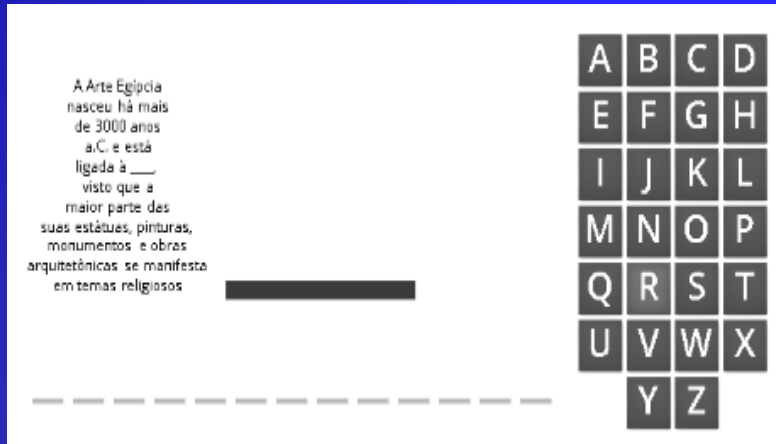 A Arte Egípcia
nasceu há mais
de 3000 anos
a.C. e está
ligada à ___,
visto que a
maior parte das
suas estátuas, pinturas,
monumentos e obras
arquitetônicas se manifesta
em temas religiosos
A B C D
E F G H
I J K L
M N O P
Q R S T
U V W X
Y Z